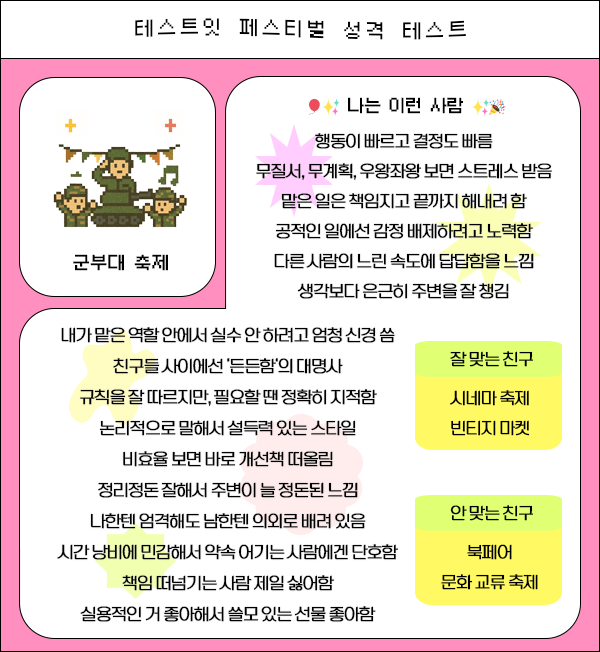 테스트잇 페스티벌 성격 테스트
군부대 축제
나는 이런 사람
행동이 빠르고 결정도 빠름
무질서, 무계획, 우왕좌왕 보면 스트레스 받음
맡은 일은 책임지고 끝까지 해내려 함
공적인 일에선 감정 배제하려고 노력함
다른 사람의 느린 속도에 답답함을 느낌
생각보다 은근히 주변을 잘 챙김
내가 맡은 역할 안에서 실수 안 하려고 엄청 신경 씀
친구들 사이에선 '든든함'의 대명사
규칙을 잘 따르지만, 필요할 땐 정확히 지적함
논리적으로 말해서 설득력 있는 스타일
비효율 보면 바로 개선책 떠올림
정리정돈 잘해서 주변이 늘 정돈된 느낌
나한텐 엄격해도 남한텐 의외로 배려 있음
시간 낭비에 민감해서 약속 어기는 사람에겐 단호함
책임 떠넘기는 사람 제일 싫어함
실용적인 거 좋아해서 쓸모 있는 선물 좋아함
잘 맞는 친구
시네마 축제
빈티지 마켓
안 맞는 친구
북페어
문화 교류 축제